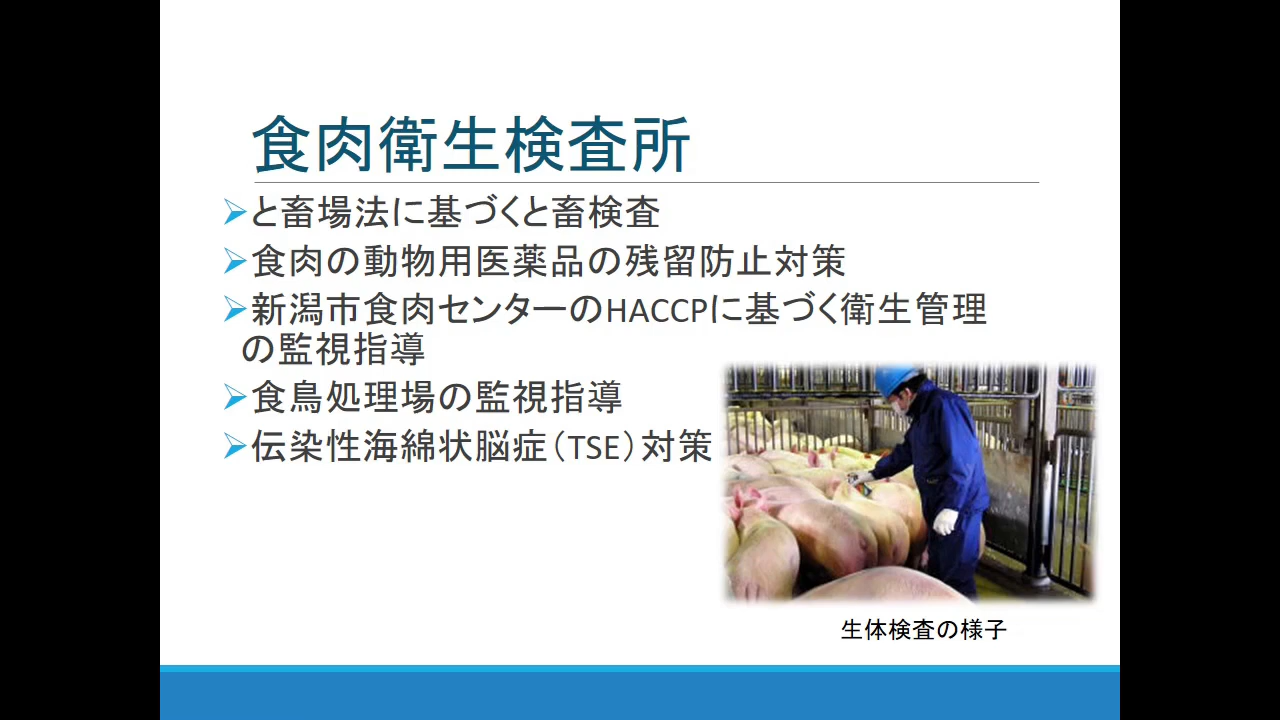 食肉衛生検査所
と畜場法に基づくと畜検査
食肉の動物用医薬品の残留防止対策
新潟市食肉センターのHACCPに基づく衛生管理
の監視指導
食鳥処理場の監視指導
伝染性海綿状脳症（TSE）対策
生体検査の様子